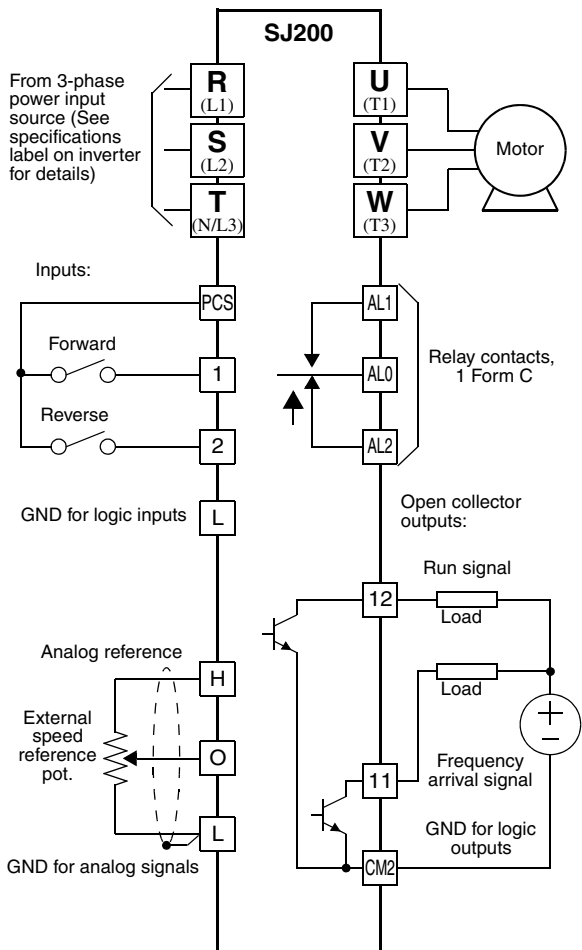 SJ200
From 3-phase
power input
source (See
specifications
label on inverter
for details)
R
(L1)
S
(L2)
T
(N/L3)
U
(T1)
V
(T2)
W
(T3)
Motor
Inputs:
PCS
Forward
1
Reverse
2
GND for logic inputs
L
AL1
AL0
AL2
Relay contacts,
1 Form C
Open collector
outputs:
Run signal
12
Load
Load
Analog reference
H
External
speed
reference
pot.
O
L
GND for analog signals
+
−
Frequency
arrival signal
11
GND for logic
outputs
CM2